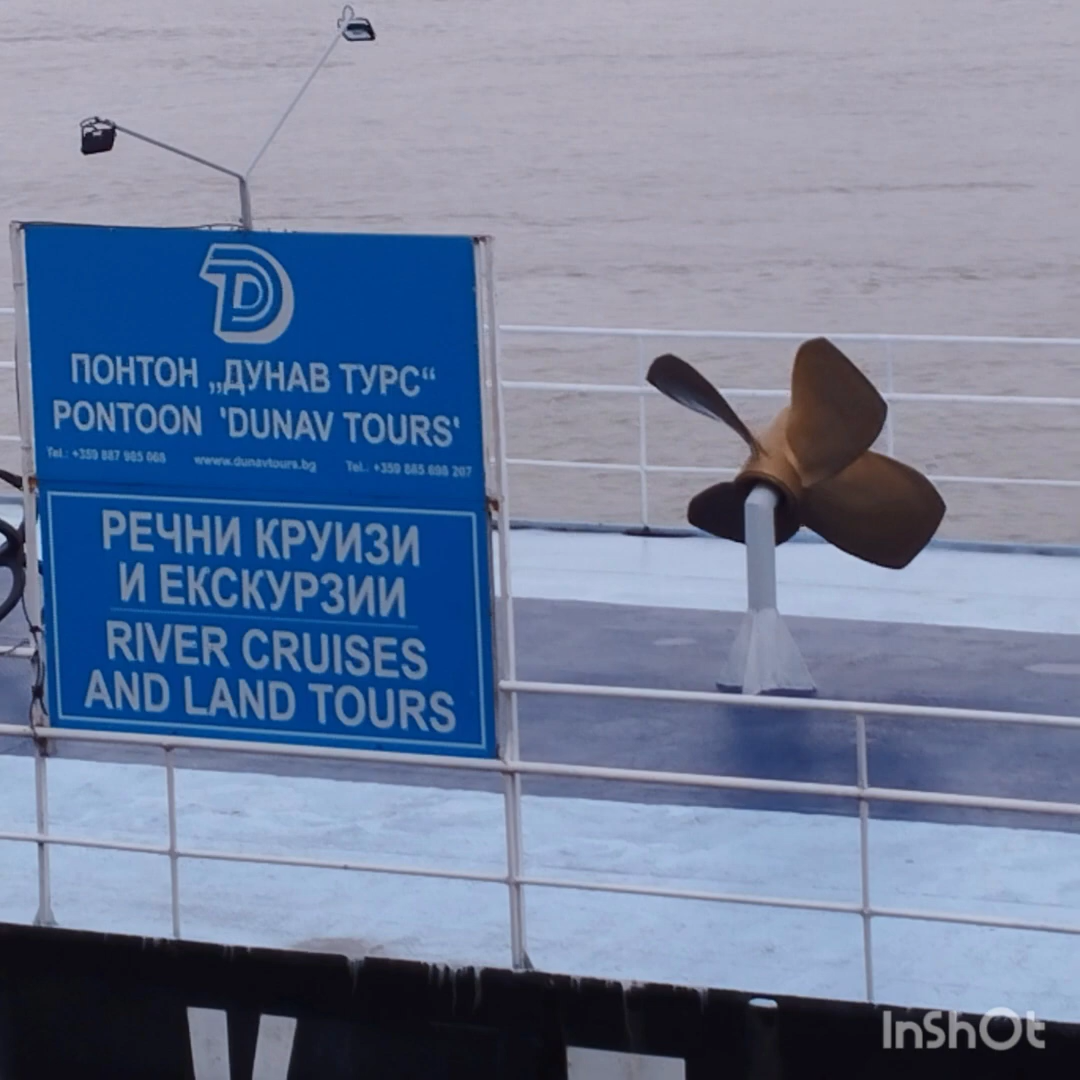 D
ПОНТОН „ДУНАВ ТУРС“
PONTOON 'DUNAV TOURS'
Tel.: +359 887 985 068 www.dunavtours.bg Tel.: +359 885 898 207
РЕЧНИ КРУИЗИ
И ЕКСКУРЗИИ
RIVER CRUISES
AND LAND TOURS
InShOt